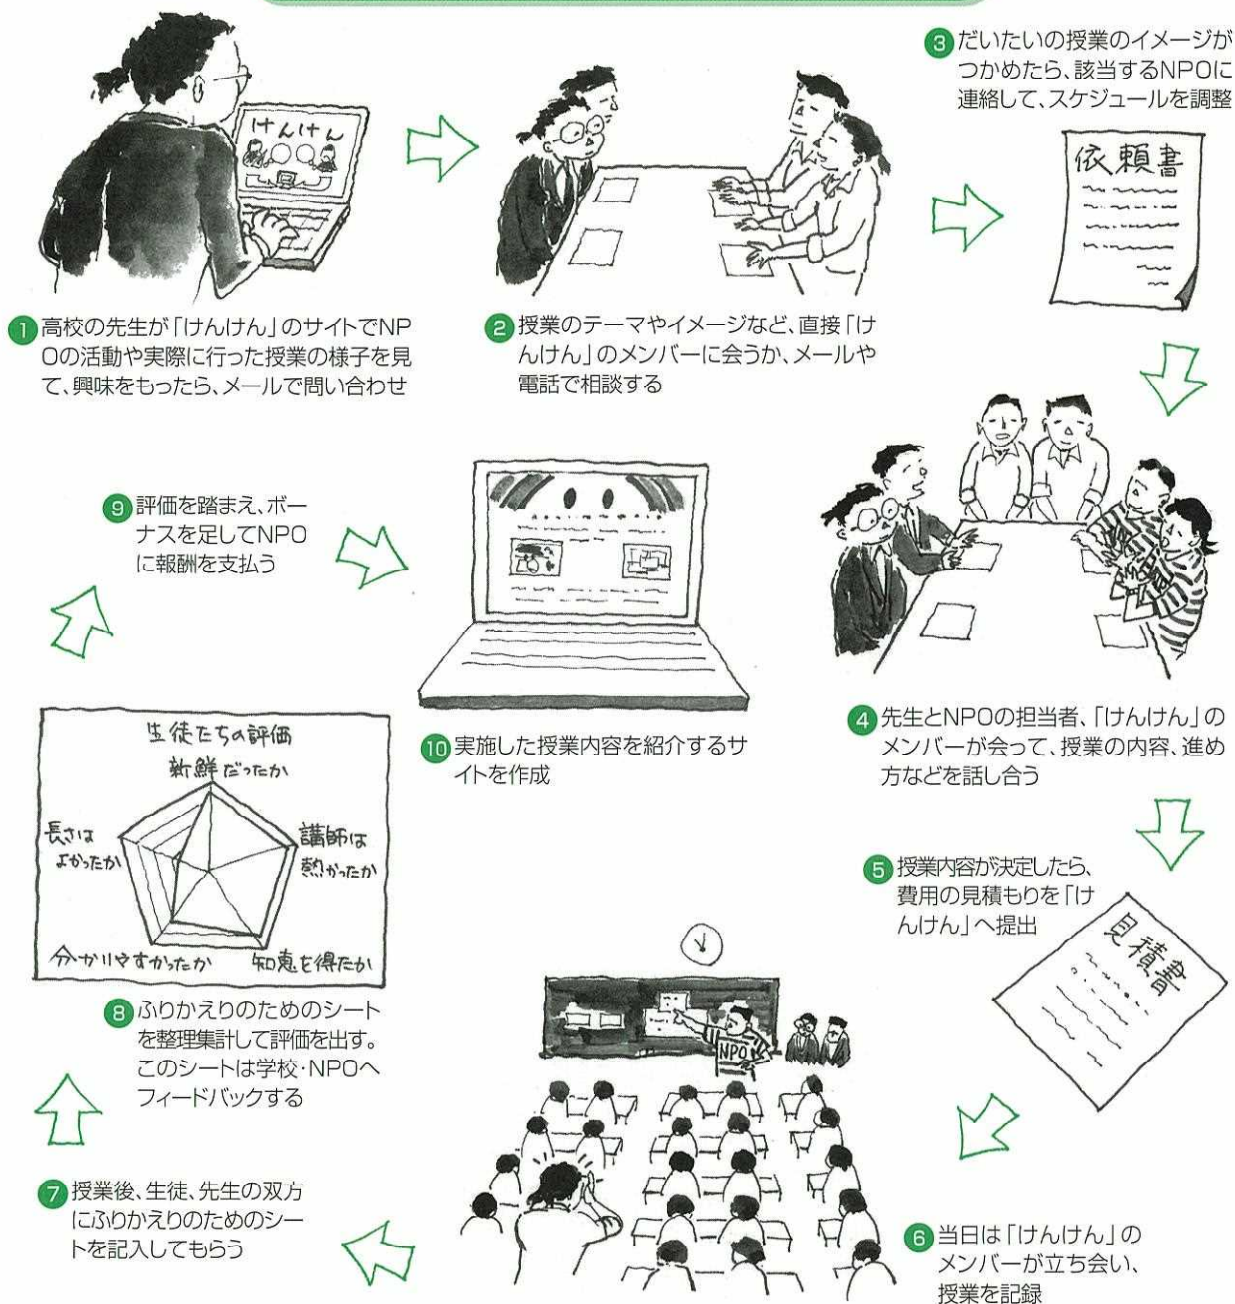 けんけん
① 高校の先生が「けんけん」のサイトでNP
Oの活動や実際に行った授業の様子を見
て、興味をもったら、メールで問い合わせ
② 授業のテーマやイメージなど、直接「け
んけん」のメンバーに会うか、メールや
電話で相談する
③ だいたいの授業のイメージが
つかめたら、該当するNPOに
連絡して、スケジュールを調整
依頼書
④ 先生とNPOの担当者、「けんけん」の
メンバーが会って、授業の内容、進め
方などを話し合う
⑤ 授業内容が決定したら、
費用の見積もりを「け
んけん」へ提出
見積書
⑥ 当日は「けんけん」の
メンバーが立ち会い、
授業を記録
NPO
⑦ 授業後、生徒、先生の双方
にふりかえりのためのシー
トを記入してもらう
⑧ ふりかえりのためのシート
を整理集計して評価を出す。
このシートは学校・NPOへ
フィードバックする
生徒たちの評価
新鮮だったか
講師は
熱かったか
知恵を得たか
分かりやすかったか
長さは
よかったか
⑨ 評価を踏まえ、ボー
ナスを足してNPO
に報酬を支払う
⑩ 実施した授業内容を紹介するサ
イトを作成